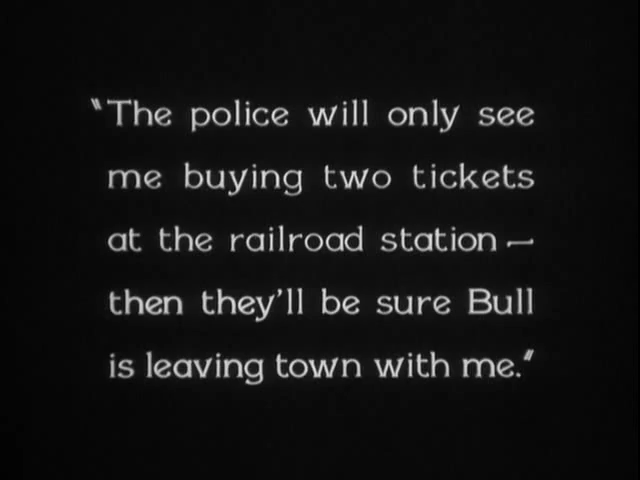 "The police will only see
me buying two tickets
at the railroad station—
then they'll be sure Bull
is leaving town with me."